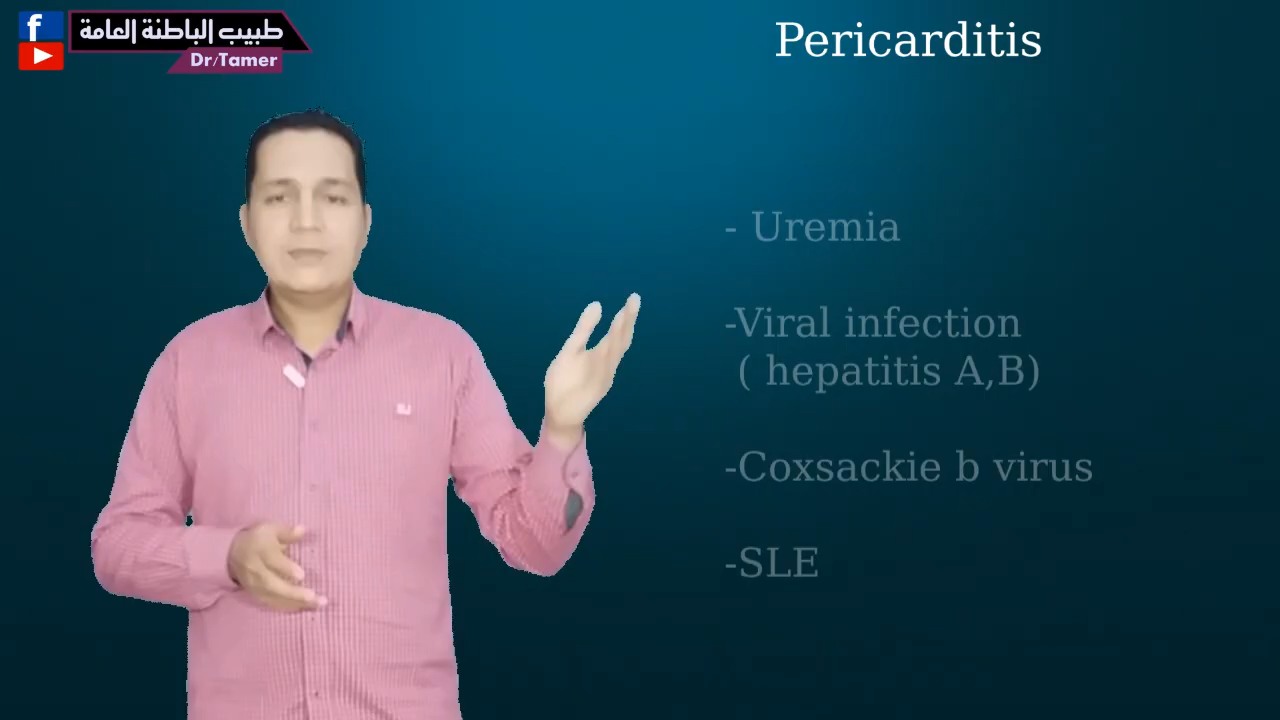 f
طبيب الباطنة العامة
Dr/Tamer
Pericarditis
- Uremia
-Viral infection
( hepatitis A,B)
-Coxsackie b virus
-SLE